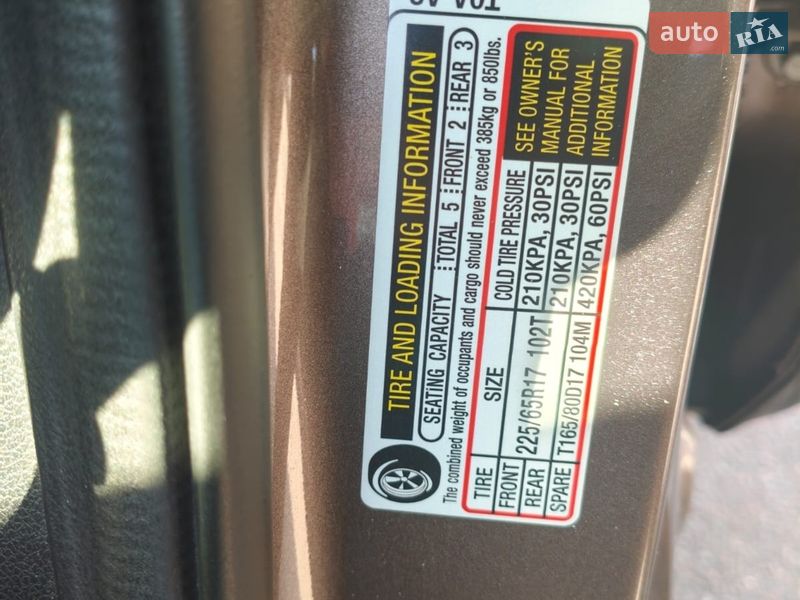 auto RIA
.com
TIRE AND LOADING INFORMATION
SEATING CAPACITY TOTAL 5 FRONT 2 REAR 3
The combined weight of occupants and cargo should never exceed 385kg or 850lbs.
TIRE SIZE COLD TIRE PRESSURE
FRONT 225/65R17 102T 210KPA, 30PSI
REAR 210KPA, 30PSI
SPARE T165/80D17 104M 420KPA, 60PSI
SEE OWNER'S
MANUAL FOR
ADDITIONAL
INFORMATION